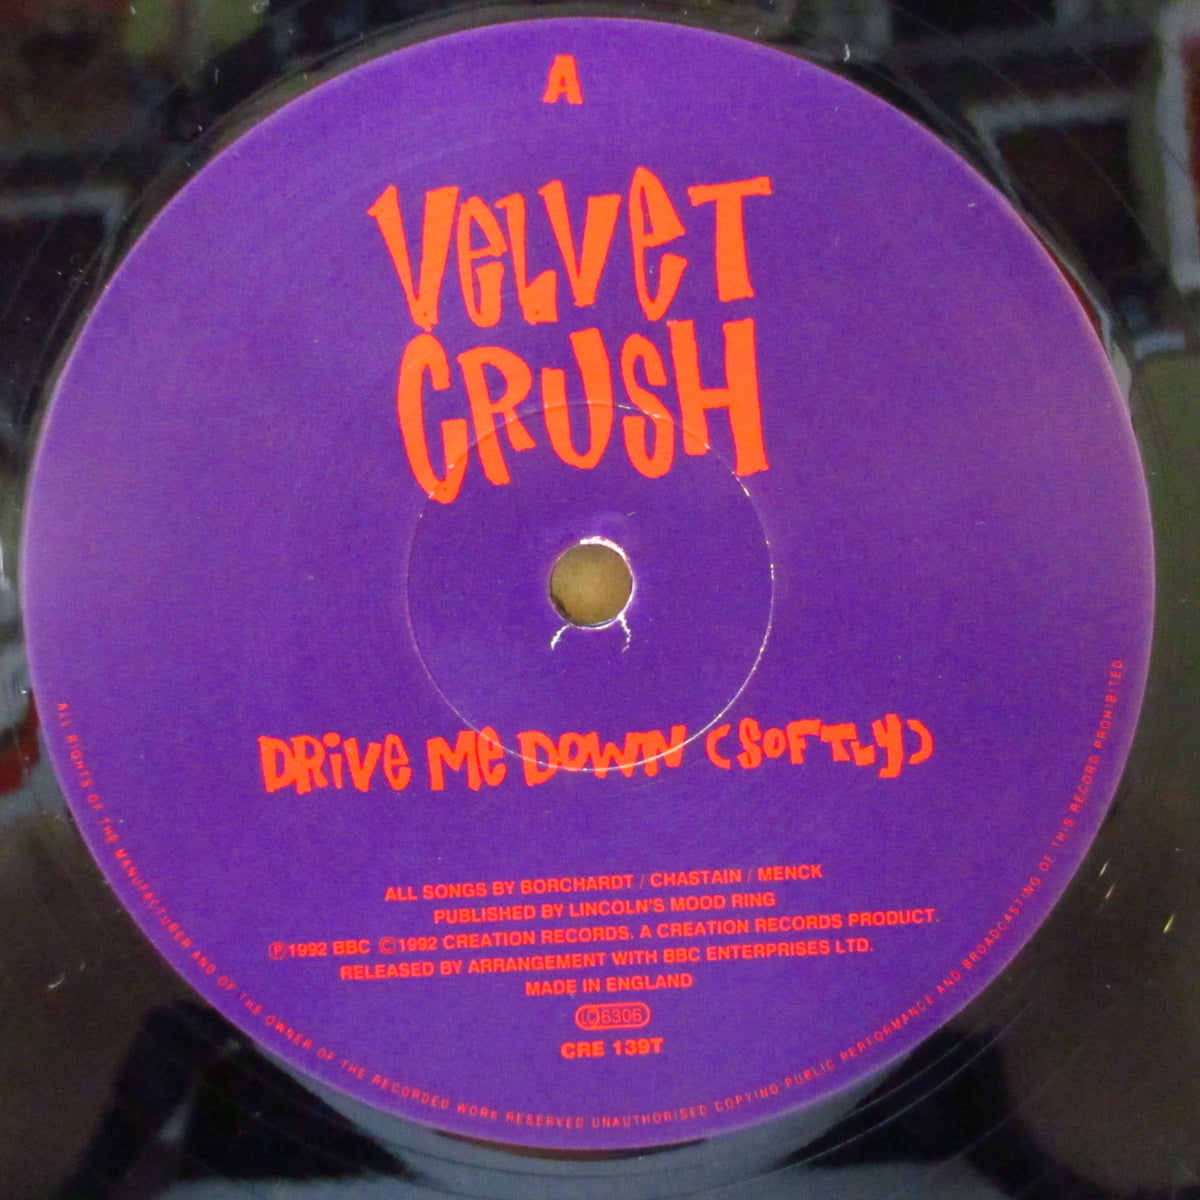 A
VELVET
CRUSH
DRIVE ME DOWN (SOFTLY)
ALL SONGS BY BORCHARDT / CHASTAIN / MENCK
PUBLISHED BY LINCOLN'S MOOD RING
Ⓟ1992 BBC Ⓒ1992 CREATION RECORDS. A CREATION RECORDS PRODUCT.
RELEASED BY ARRANGEMENT WITH BBC ENTERPRISES LTD.
MADE IN ENGLAND
LC 6306
CRE 139T
ALL RIGHTS OF THE MANUFACTURER AND OF THE OWNER OF THE RECORDED WORK RESERVED UNAUTHORISED COPYING PUBLIC PERFORMANCE AND BROADCASTING OF THIS RECORD PROHIBITED